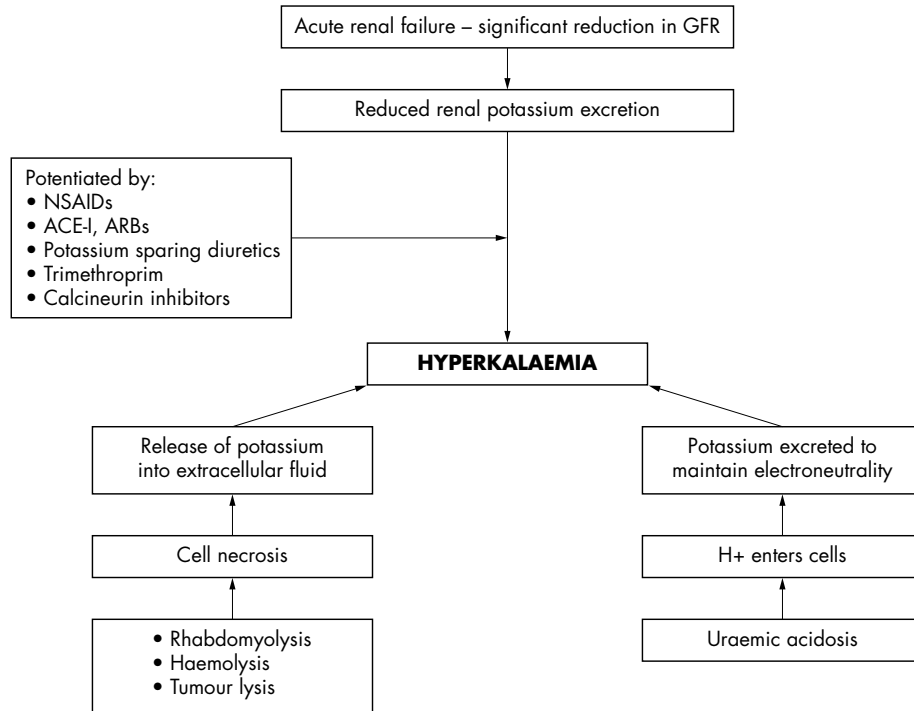 Acute renal failure – significant reduction in GFR
Reduced renal potassium excretion
Potentiated by:
• NSAIDs
• ACE-I, ARBs
• Potassium sparing diuretics
• Trimethroprim
• Calcineurin inhibitors
HYPERKALAEMIA
Release of potassium
into extracellular fluid
Cell necrosis
• Rhabdomyolysis
• Haemolysis
• Tumour lysis
Potassium excreted to
maintain electroneutrality
H+ enters cells
Uraemic acidosis